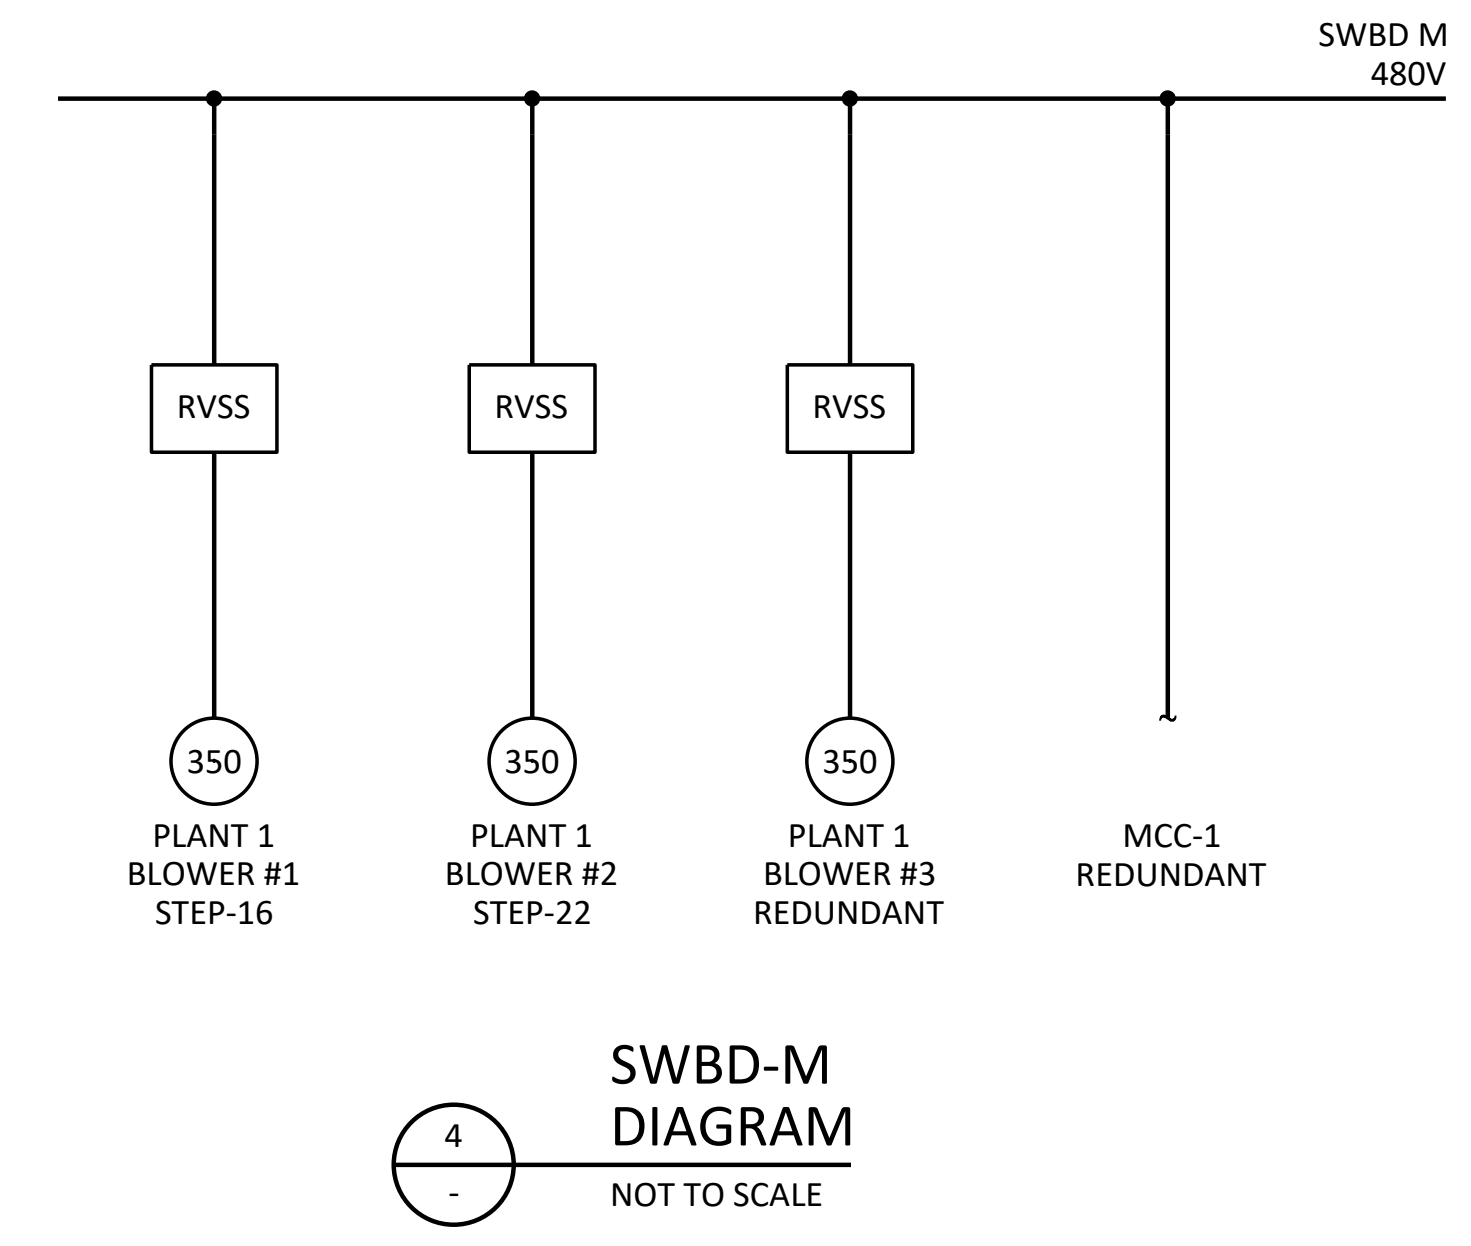 SWBD M
480V
RVSS
RVSS
RVSS
350
350
350
PLANT 1
BLOWER #1
STEP-16
PLANT 1
BLOWER #2
STEP-22
PLANT 1
BLOWER #3
REDUNDANT
MCC-1
REDUNDANT
SWBD-M
DIAGRAM
4
-
NOT TO SCALE